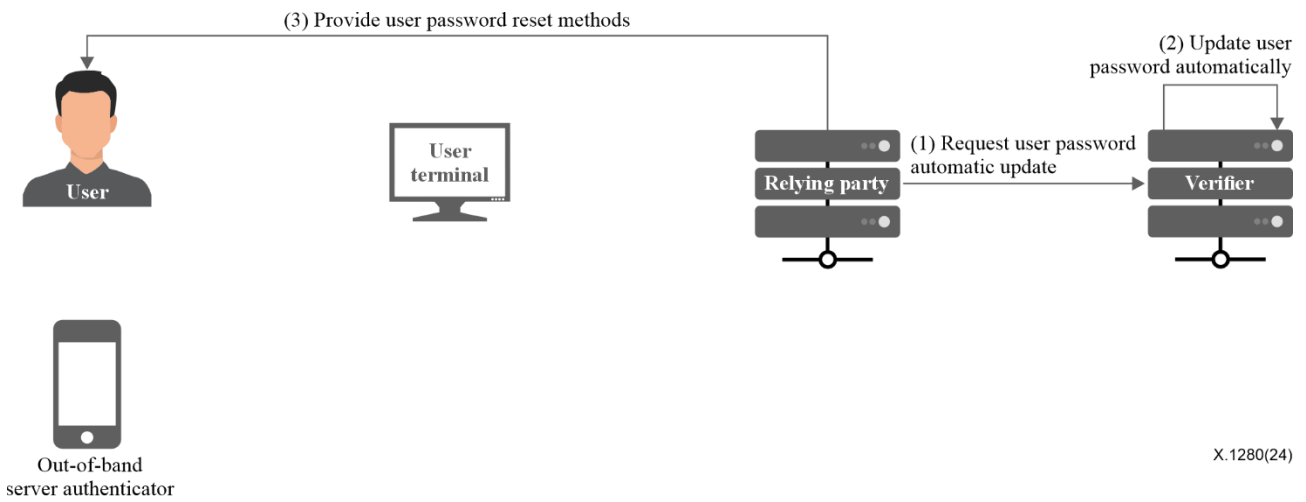 (3) Provide user password reset methods
(2) Update user
password automatically
User
User
terminal
(1) Request user password
automatic update
Relying party
Verifier
Out-of-band
server authenticator
X.1280(24)